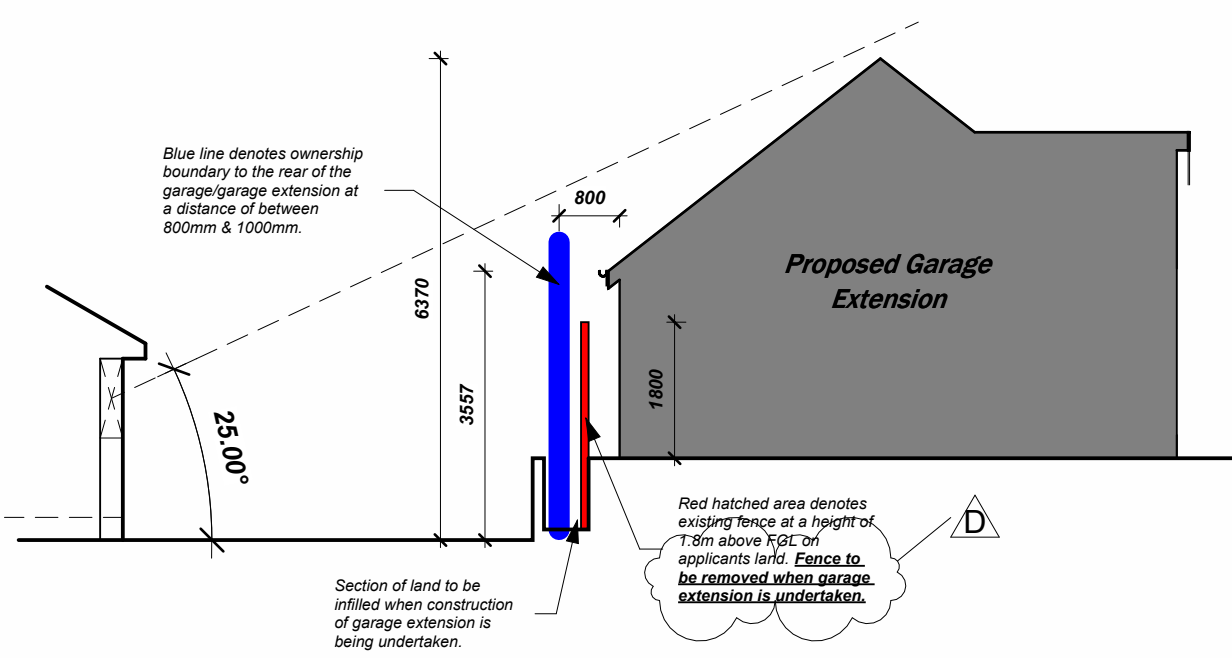 Blue line denotes ownership
boundary to the rear of the
garage/garage extension at
a distance of between
800mm & 1000mm.
800
6370
3557
1800
25.00°
Proposed Garage
Extension
Section of land to be
infilled when construction
of garage extension is
being undertaken.
Red hatched area denotes
existing fence at a height of
1.8m above FGL on
applicants land. Fence to
be removed when garage
extension is undertaken.
D